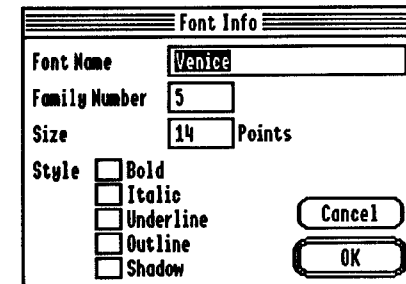 Font Info
Font Name Venice
Family Number 5
Size 14 Points
Style Bold
Italic
Underline
Outline
Shadow
Cancel
OK